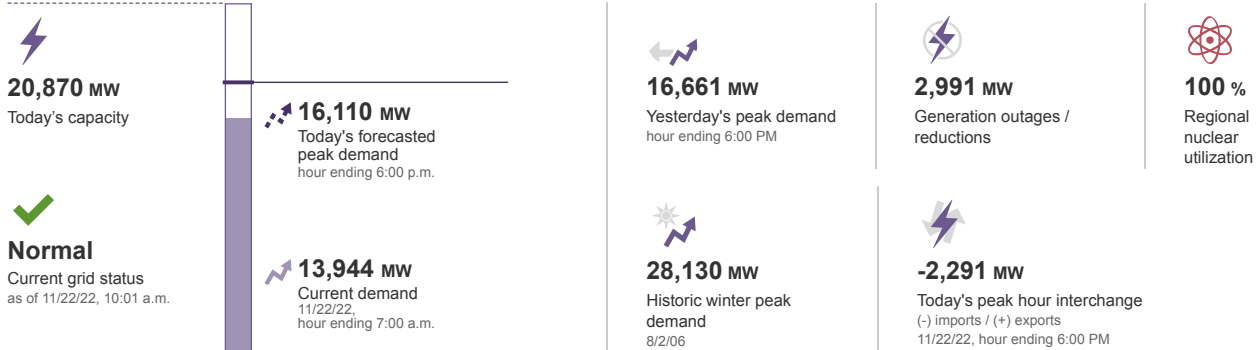 20,870 MW
Today's capacity
Normal
Current grid status
as of 11/22/22, 10:01 a.m.
16,110 MW
Today's forecasted
peak demand
hour ending 6:00 p.m.
13,944 MW
Current demand
11/22/22,
hour ending 7:00 a.m.
16,661 MW
Yesterday's peak demand
hour ending 6:00 PM
2,991 MW
Generation outages /
reductions
100 %
Regional
nuclear
utilization
28,130 MW
Historic winter peak
demand
8/2/06
-2,291 MW
Today's peak hour interchange
(-) imports / (+) exports
11/22/22, hour ending 6:00 PM